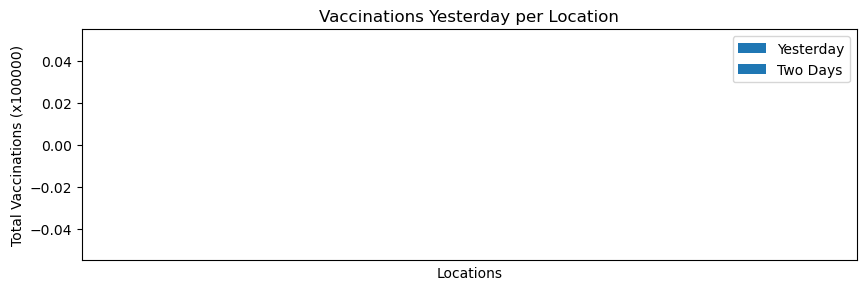 Vaccinations Yesterday per Location
Total Vaccinations (x100000)
0.04
0.02
0.00
−0.02
−0.04
Yesterday
Two Days
Locations